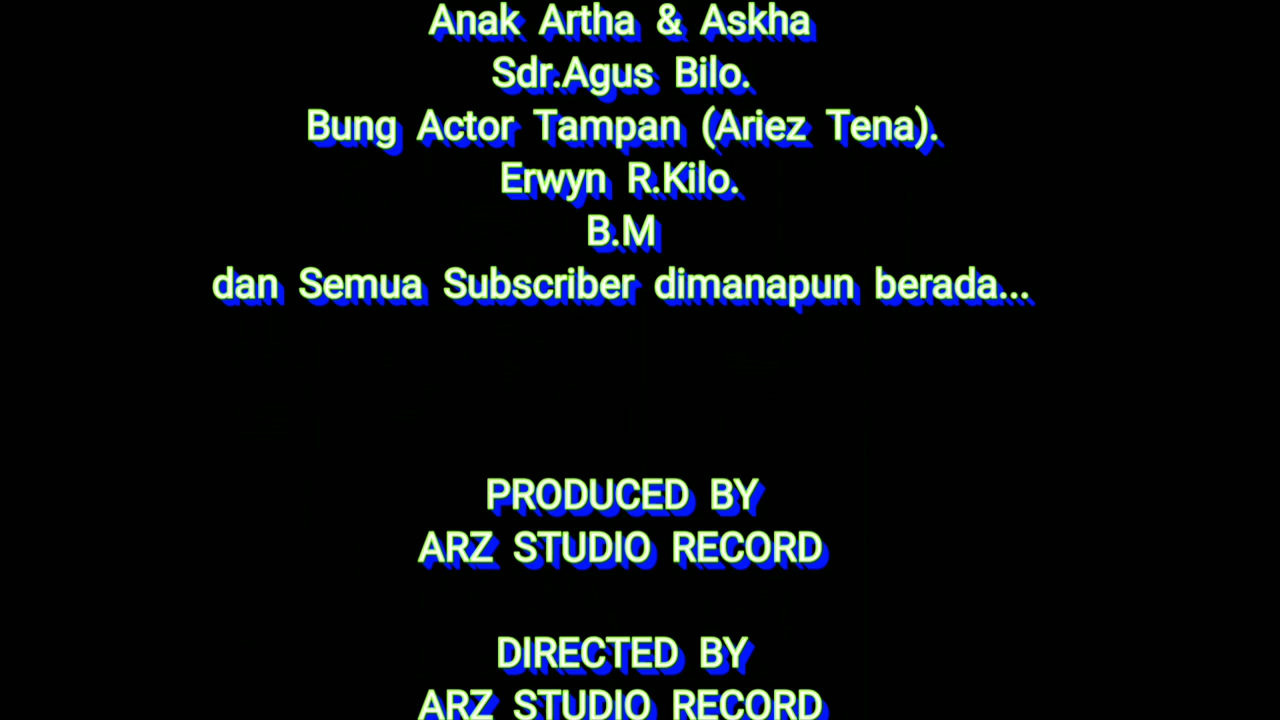 Anak Artha & Askha
Sdr.Agus Bilo.
Bung Actor Tampan (Ariez Tena).
Erwyn R.Kilo.
B.M
dan Semua Subscriber dimanapun berada...
PRODUCED BY
ARZ STUDIO RECORD
DIRECTED BY
ARZ STUDIO RECORD